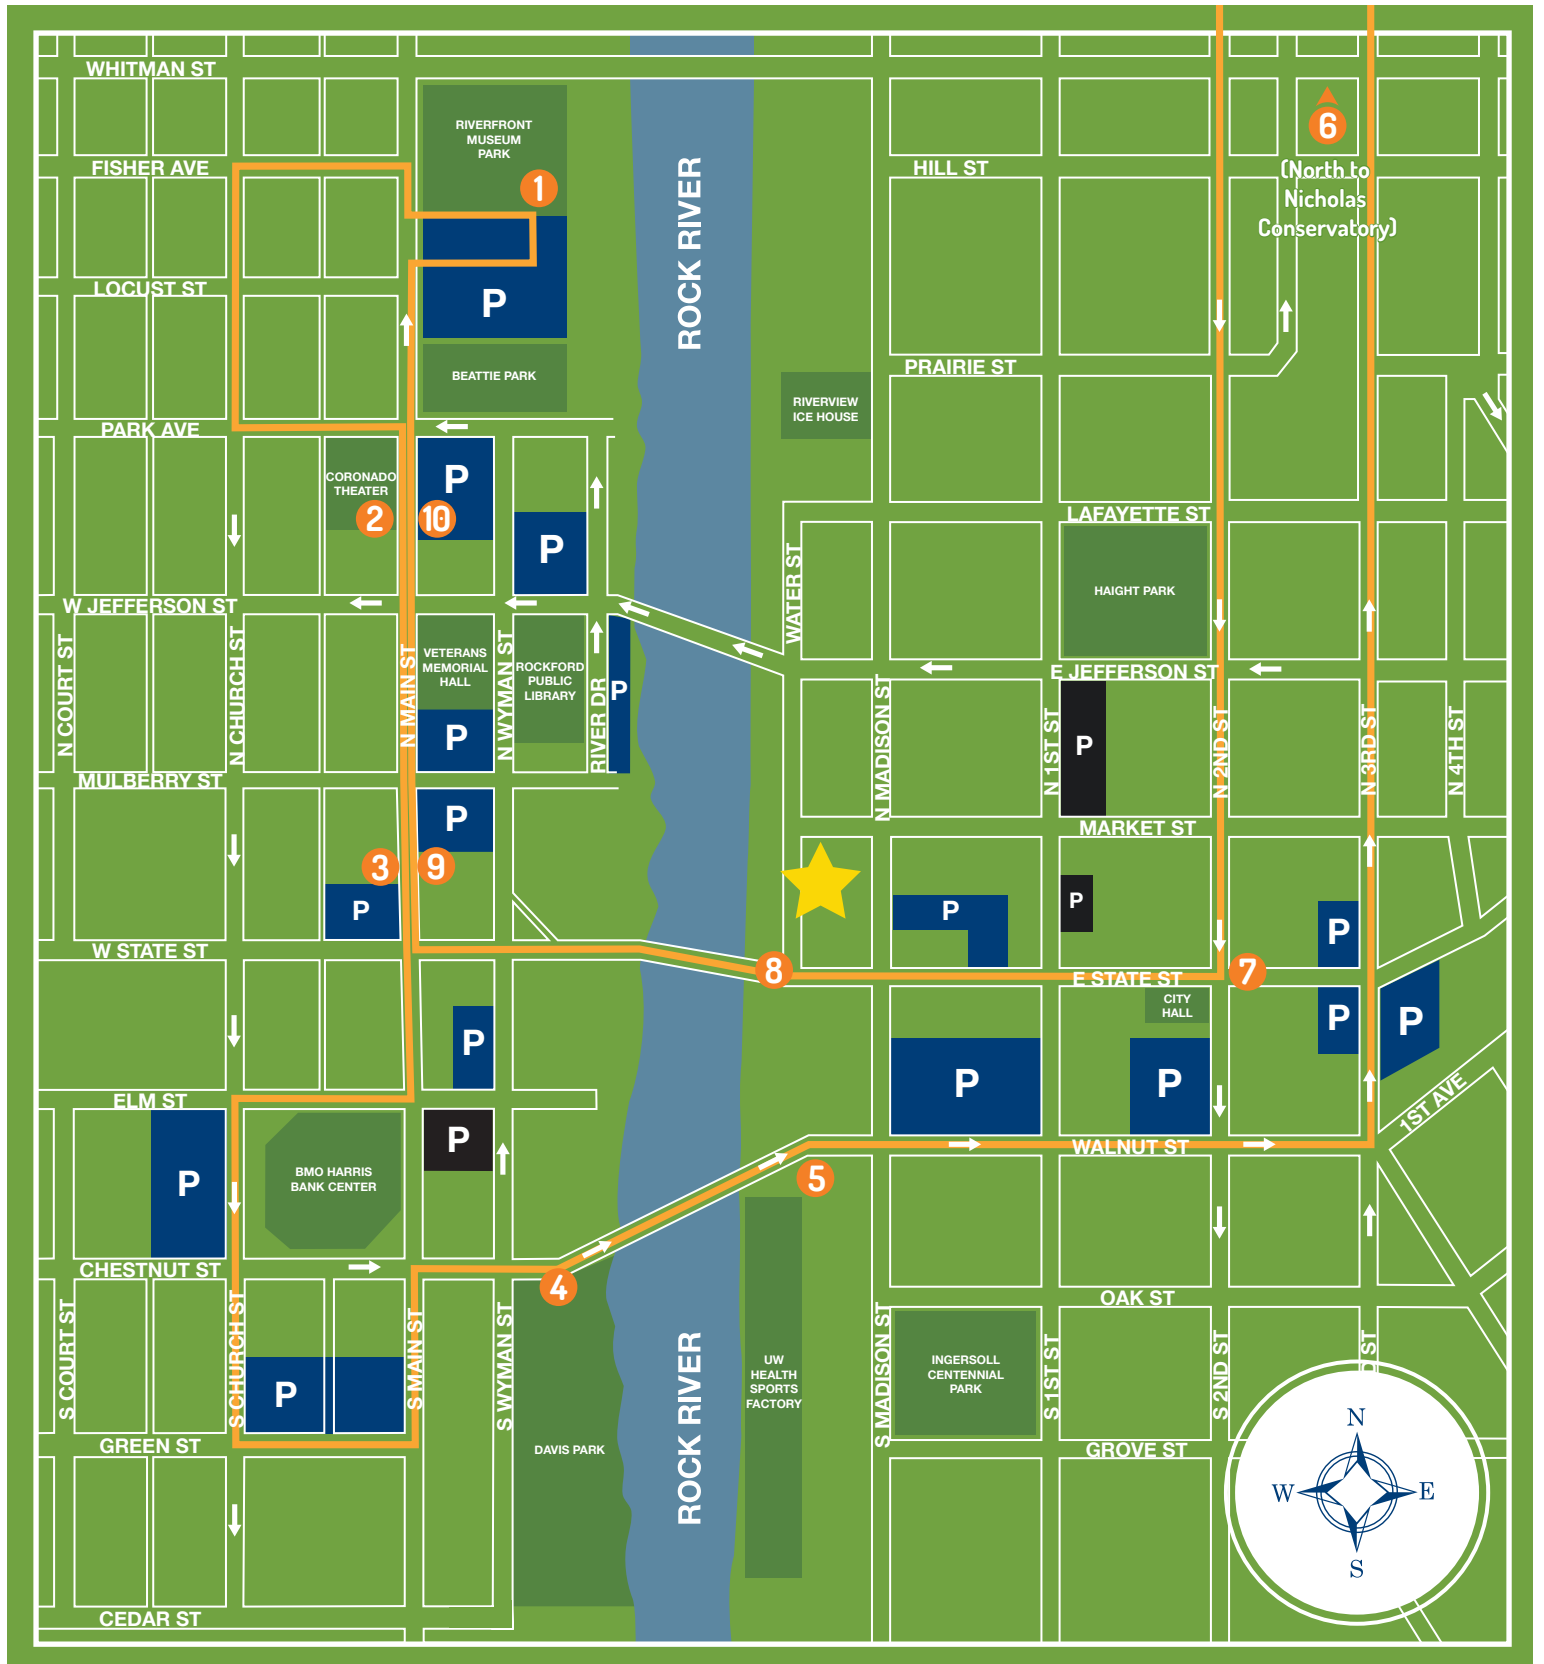 WHITMAN ST
RIVERFRONT
MUSEUM
PARK
6
FISHER AVE
HILL ST
(North to
Nicholas
Conservatory)
1
ROCK RIVER
LOCUST ST
P
BEATTIE PARK
PRAIRIE ST
RIVERVIEW
ICE HOUSE
PARK AVE
CORONADO
THEATER
P
2
10
LAFAYETTE ST
P
WATER ST
HAIGHT PARK
W JEFFERSON ST
N COURT ST
N CHURCH ST
N MAIN ST
VETERANS
MEMORIAL
HALL
N WYMAN ST
ROCKFORD
PUBLIC
LIBRARY
RIVER DR
P
E JEFFERSON ST
N MADISON ST
N 1ST ST
P
N 2ND ST
N 3RD ST
N 4TH ST
P
MULBERRY ST
P
MARKET ST
3
9
P
P
P
P
W STATE ST
8
E STATE ST
7
CITY
HALL
P
P
P
P
P
ELM ST
1ST AVE
P
WALNUT ST
BMO HARRIS
BANK CENTER
P
5
CHESTNUT ST
4
OAK ST
S COURT ST
S CHURCH ST
S MAIN ST
S WYMAN ST
ROCK RIVER
UW
HEALTH
SPORTS
FACTORY
S MADISON ST
INGERSOLL
CENTENNIAL
PARK
S 1ST ST
S 2ND ST
D ST
P
GREEN ST
DAVIS PARK
GROVE ST
N
W
E
S
CEDAR ST